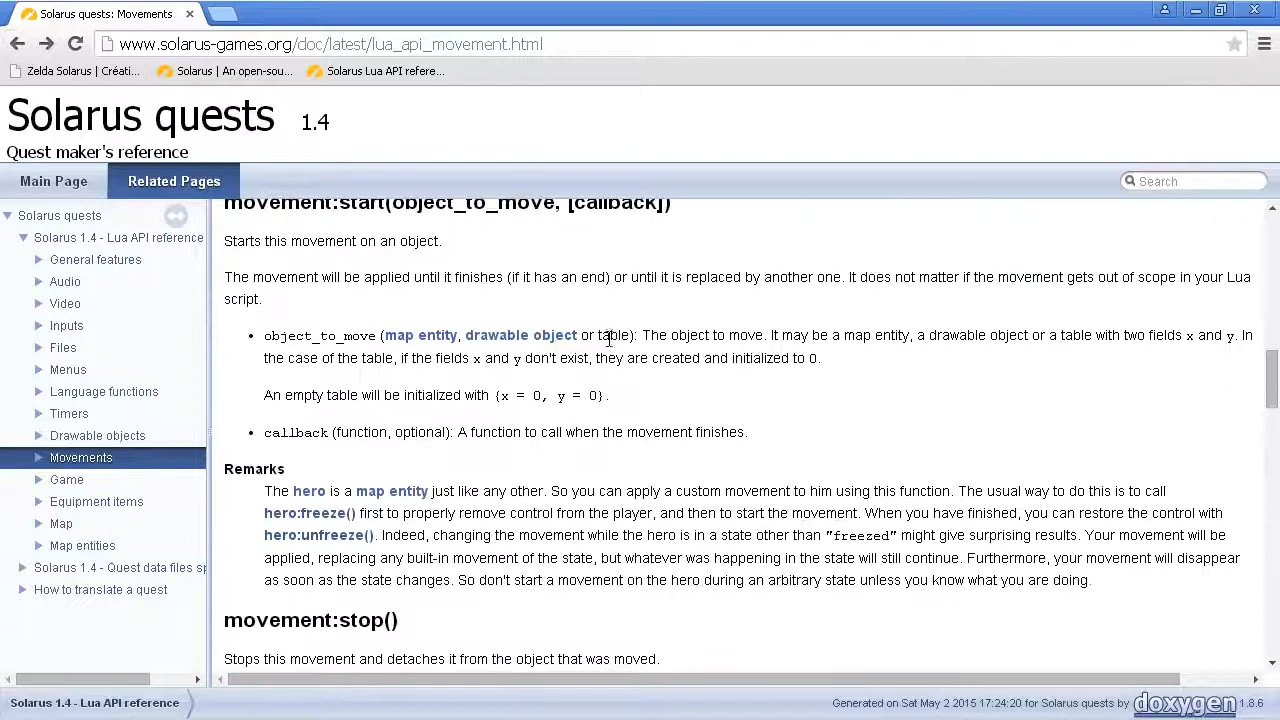 Solarus quests: Movements
www.solarus-games.org/doc/latest/lua_api_movement.html
Zelda Solarus | Créati... Solarus | An open-sou... Solarus Lua API refere...
Solarus quests 1.4
Quest maker's reference
Main Page Related Pages Search
Solarus quests
Solarus 1.4 - Lua API reference
General features
Audio
Video
Inputs
Files
Menus
Language functions
Timers
Drawable objects
Movements
Game
Equipment items
Map
Map entities
Solarus 1.4 - Quest data files sp
How to translate a quest
movement:start(object_to_move, [callback])
Starts this movement on an object.
The movement will be applied until it finishes (if it has an end) or until it is replaced by another one. It does not matter if the movement gets out of scope in your Lua
script.
• object_to_move (map entity, drawable object or table): The object to move. It may be a map entity, a drawable object or a table with two fields x and y. In
the case of the table, if the fields x and y don't exist, they are created and initialized to 0.
An empty table will be initialized with {x = 0, y = 0}.
• callback (function, optional): A function to call when the movement finishes.
Remarks
The hero is a map entity just like any other. So you can apply a custom movement to him using this function. The usual way to do this is to call
hero:freeze() first to properly remove control from the player, and then to start the movement. When you have finished, you can restore the control with
hero:unfreeze(). Indeed, changing the movement while the hero is in a state other than "freezed" might give surprising results. Your movement will be
applied, replacing any built-in movement of the state, but whatever was happening in the state will still continue. Furthermore, your movement will disappear
as soon as the state changes. So don't start a movement on the hero during an arbitrary state unless you know what you are doing.
movement:stop()
Stops this movement and detaches it from the object that was moved.
Solarus 1.4 - Lua API reference Generated on Sat May 2 2015 17:24:20 for Solarus quests by doxygen 1.8.6